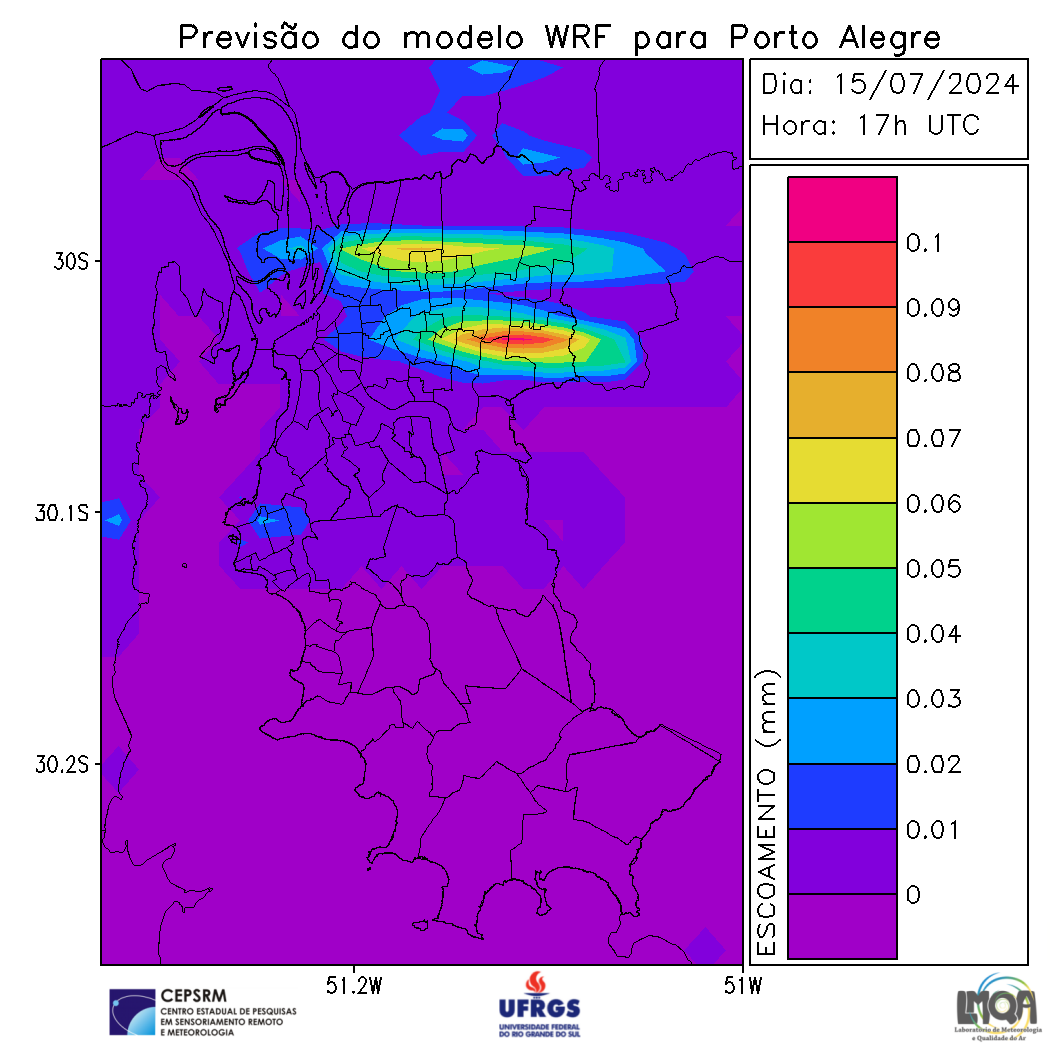 Previsão do modelo WRF para Porto Alegre
Dia: 15/07/2024
Hora: 17h UTC
30S
30.1S
30.2S
51.2W
51W
ESCOAMENTO (mm)
0.1
0.09
0.08
0.07
0.06
0.05
0.04
0.03
0.02
0.01
0
CEPSRM
CENTRO ESTADUAL DE PESQUISAS
EM SENSORIAMENTO REMOTO
E METEOROLOGIA
UFRGS
UNIVERSIDADE FEDERAL
DO RIO GRANDE DO SUL
LMQA
Laboratório de Meteorologia
e Qualidade do Ar